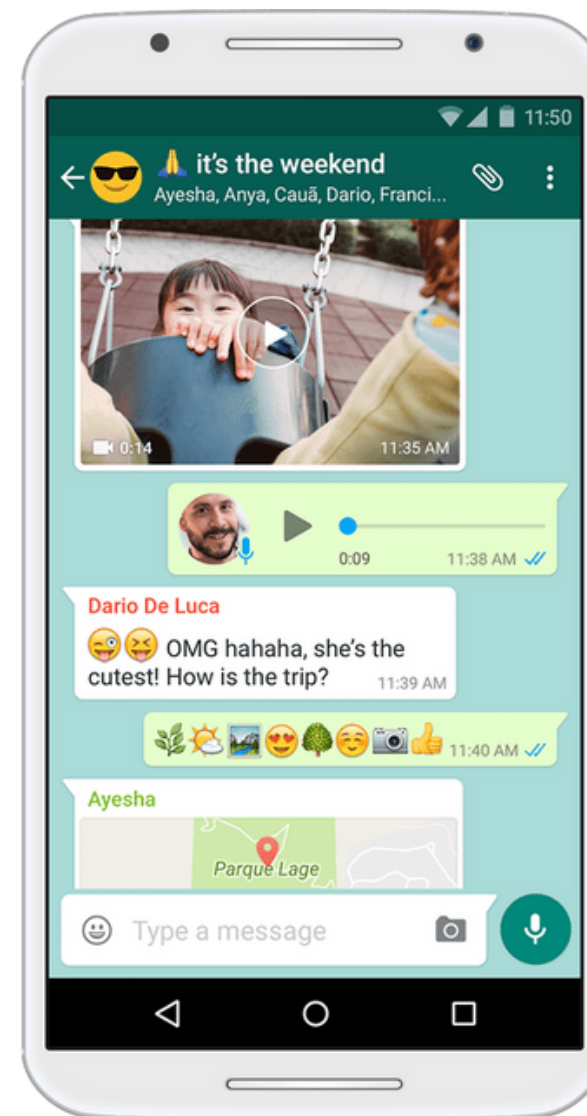 11:50
🙏 it's the weekend
Ayesha, Anya, Cauã, Dario, Franci...
0:14
11:35 AM
0:09
11:38 AM
Dario De Luca
😜😝 OMG hahaha, she's the
cutest! How is the trip?
11:39 AM
🌿🌤🏞😍🌳☺📷👍 11:40 AM
Ayesha
Parque Lage
Type a message